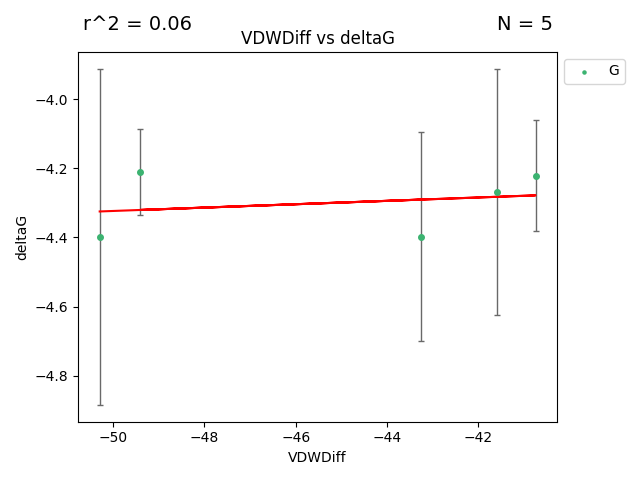 r^2 = 0.06
N = 5
VDWDiff vs deltaG
G
−4.0
−4.2
−4.4
−4.6
−4.8
deltaG
−50
−48
−46
−44
−42
VDWDiff